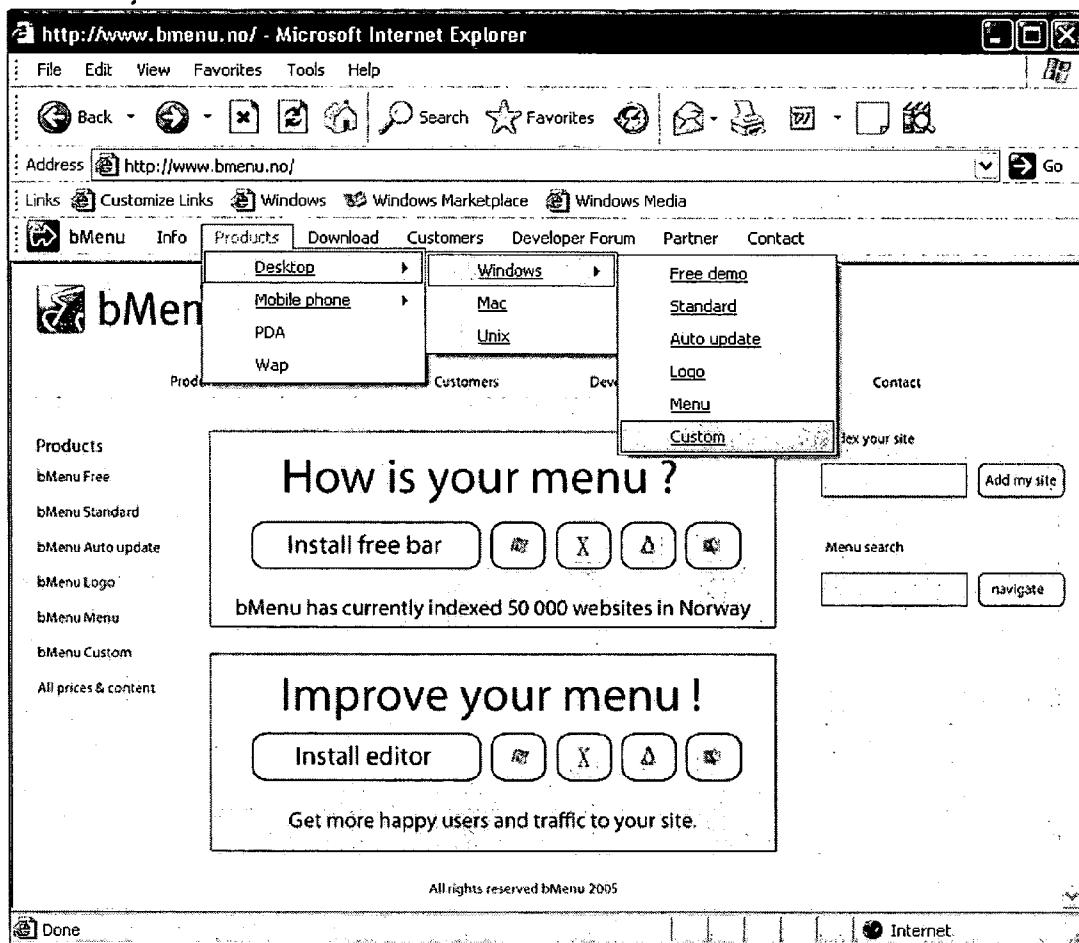 http://www.bmenu.no/ - Microsoft Internet Explorer
File Edit View Favorites Tools Help
Back Search Favorites
Address http://www.bmenu.no/ Go
Links Customize Links Windows Windows Marketplace Windows Media
bMenu Info Products Download Customers Developer Forum Partner Contact
Desktop Windows Free demo
Mobile phone Mac Standard
PDA Unix Auto update
Wap Logo
Menu
Custom
bMen
Customers Contact
Products your site
bMenu Free
bMenu Standard
bMenu Auto update
bMenu Logo
bMenu Menu
bMenu Custom
All prices & content
How is your menu ?
Install free bar X
bMenu has currently indexed 50 000 websites in Norway
Improve your menu !
Install editor X
Get more happy users and traffic to your site.
Add my site
Menu search
navigate
All rights reserved bMenu 2005
Done Internet